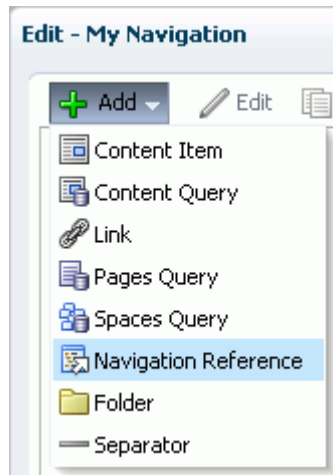 Edit - My Navigation
Add Edit
Content Item
Content Query
Link
Pages Query
Spaces Query
Navigation Reference
Folder
Separator